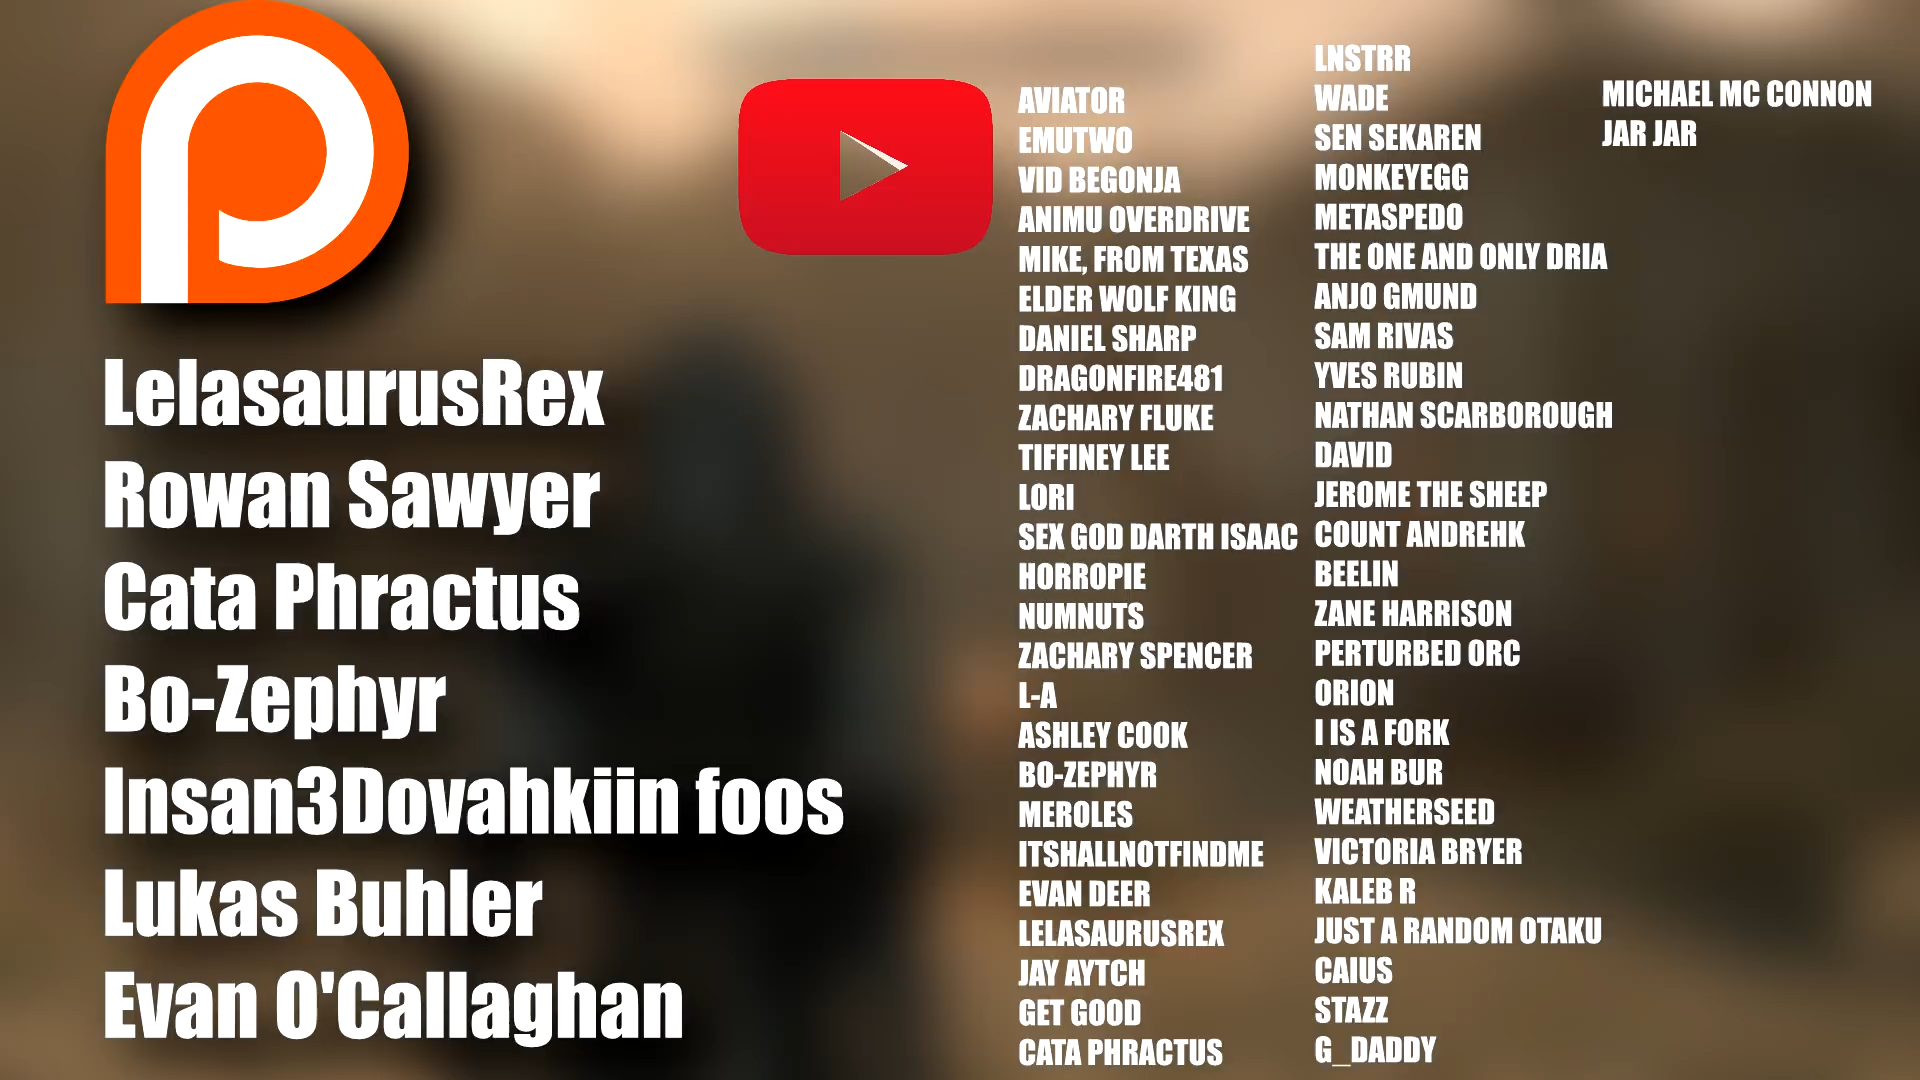 LelasaurusRex
Rowan Sawyer
Cata Phractus
Bo-Zephyr
Insan3Dovahkiin foos
Lukas Buhler
Evan O'Callaghan
AVIATOR
EMUTWO
VID BEGONJA
ANIMU OVERDRIVE
MIKE, FROM TEXAS
ELDER WOLF KING
DANIEL SHARP
DRAGONFIRE481
ZACHARY FLUKE
TIFFINEY LEE
LORI
SEX GOD DARTH ISAAC
HORROPIE
NUMNUTS
ZACHARY SPENCER
L-A
ASHLEY COOK
BO-ZEPHYR
MEROLES
ITSHALLNOTFINDME
EVAN DEER
LELASAURUSREX
JAY AYTCH
GET GOOD
CATA PHRACTUS
LNSTRR
WADE
SEN SEKAREN
MONKEYEGG
METASPEDO
THE ONE AND ONLY DRIA
ANJO GMUND
SAM RIVAS
YVES RUBIN
NATHAN SCARBOROUGH
DAVID
JEROME THE SHEEP
COUNT ANDREHK
BEELIN
ZANE HARRISON
PERTURBED ORC
ORION
I IS A FORK
NOAH BUR
WEATHERSEED
VICTORIA BRYER
KALEB R
JUST A RANDOM OTAKU
CAIUS
STAZZ
G_DADDY
MICHAEL MC CONNON
JAR JAR